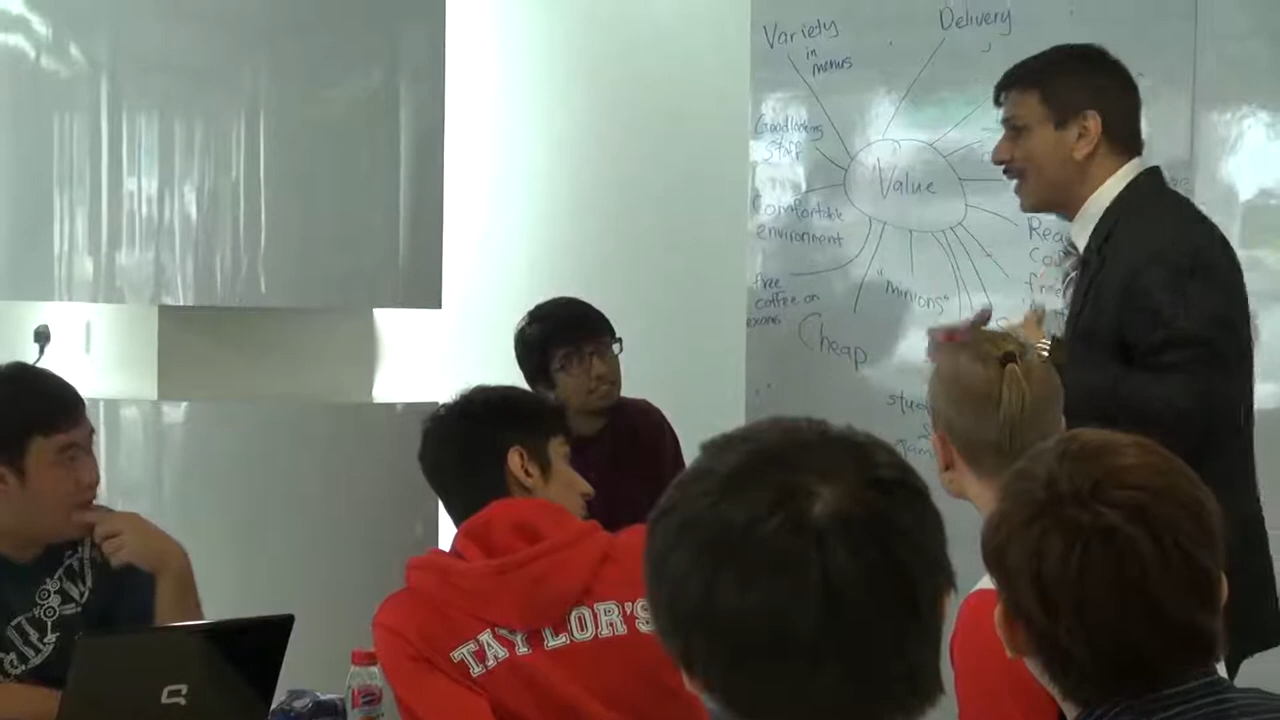 Variety
in
menus
Delivery
Goodlooking
staff
Value
Comfortable
environment
free
coffee on
exams
"Minions"
Cheap
TAYLOR'S